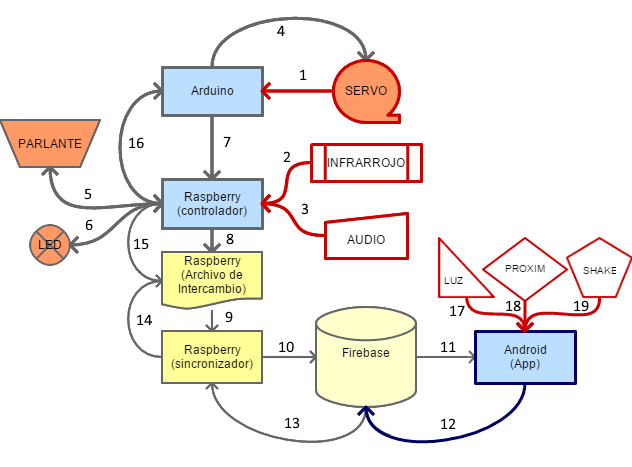 4
1
Arduino
SERVO
16
7
PARLANTE
2
INFRARROJO
5
Raspberry
(controlador)
3
6
LED
15
8
AUDIO
Raspberry
(Archivo de
Intercambio)
LUZ
PROXIM
SHAKE
17
18
19
14
9
Raspberry
(sincronizador)
10
Firebase
11
Android
(App)
13
12